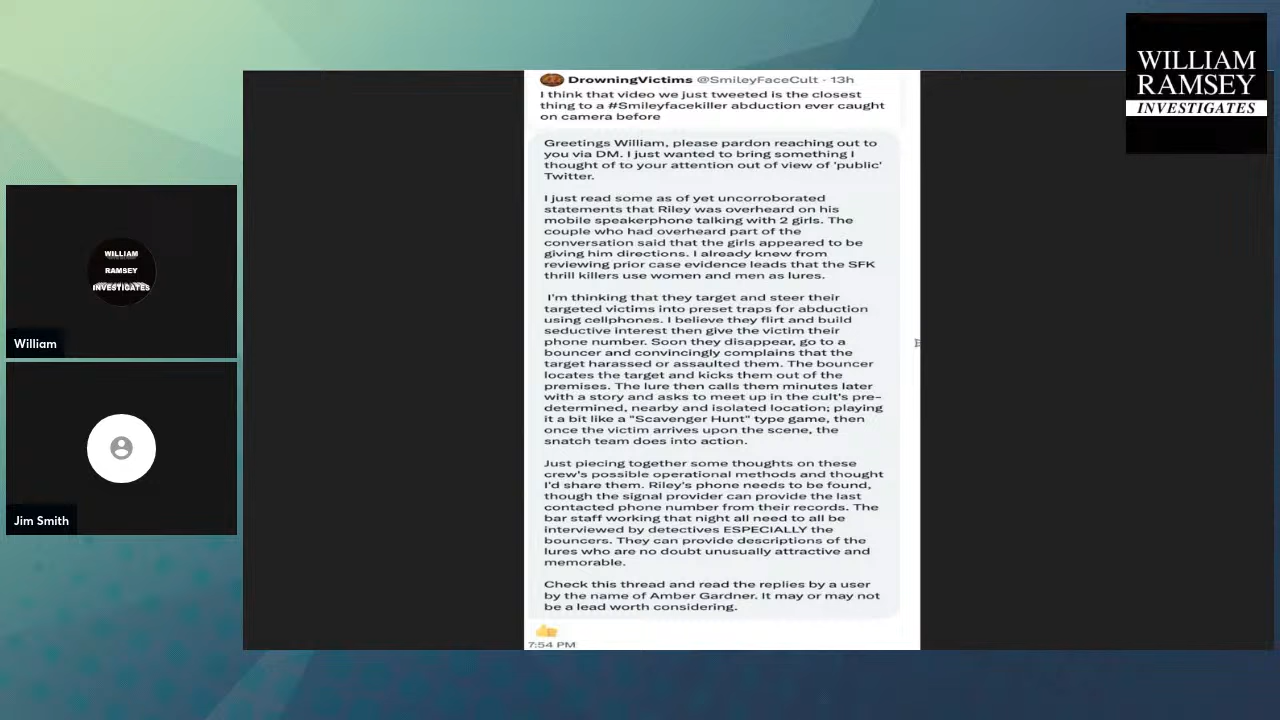 WILLIAM
RAMSEY
INVESTIGATES
WILLIAM
RAMSEY
INVESTIGATES
William
Jim Smith
DrowningVictims @SmileyFaceCult · 13h
I think that video we just tweeted is the closest
thing to a #Smileyfacekiller abduction ever caught
on camera before
Greetings William, please pardon reaching out to
you via DM. I just wanted to bring something I
thought of to your attention out of view of 'public'
Twitter.
I just read some as of yet uncorroborated
statements that Riley was overheard on his
mobile speakerphone talking with 2 girls. The
couple who had overheard part of the
conversation said that the girls appeared to be
giving him directions. I already knew from
reviewing prior case evidence leads that the SFK
thrill killers use women and men as lures.
I'm thinking that they target and steer their
targeted victims into preset traps for abduction
using cellphones. I believe they flirt and build
seductive interest then give the victim their
phone number. Soon they disappear, go to a
bouncer and convincingly complains that the
target harassed or assaulted them. The bouncer
locates the target and kicks them out of the
premises. The lure then calls them minutes later
with a story and asks to meet up in the cult's pre-
determined, nearby and isolated location; playing
it a bit like a "Scavenger Hunt" type game, then
once the victim arrives upon the scene, the
snatch team does into action.
Just piecing together some thoughts on these
crew's possible operational methods and thought
I'd share them. Riley's phone needs to be found,
though the signal provider can provide the last
contacted phone number from their records. The
bar staff working that night all need to all be
interviewed by detectives ESPECIALLY the
bouncers. They can provide descriptions of the
lures who are no doubt unusually attractive and
memorable.
Check this thread and read the replies by a user
by the name of Amber Gardner. It may or may not
be a lead worth considering.
7:54 PM